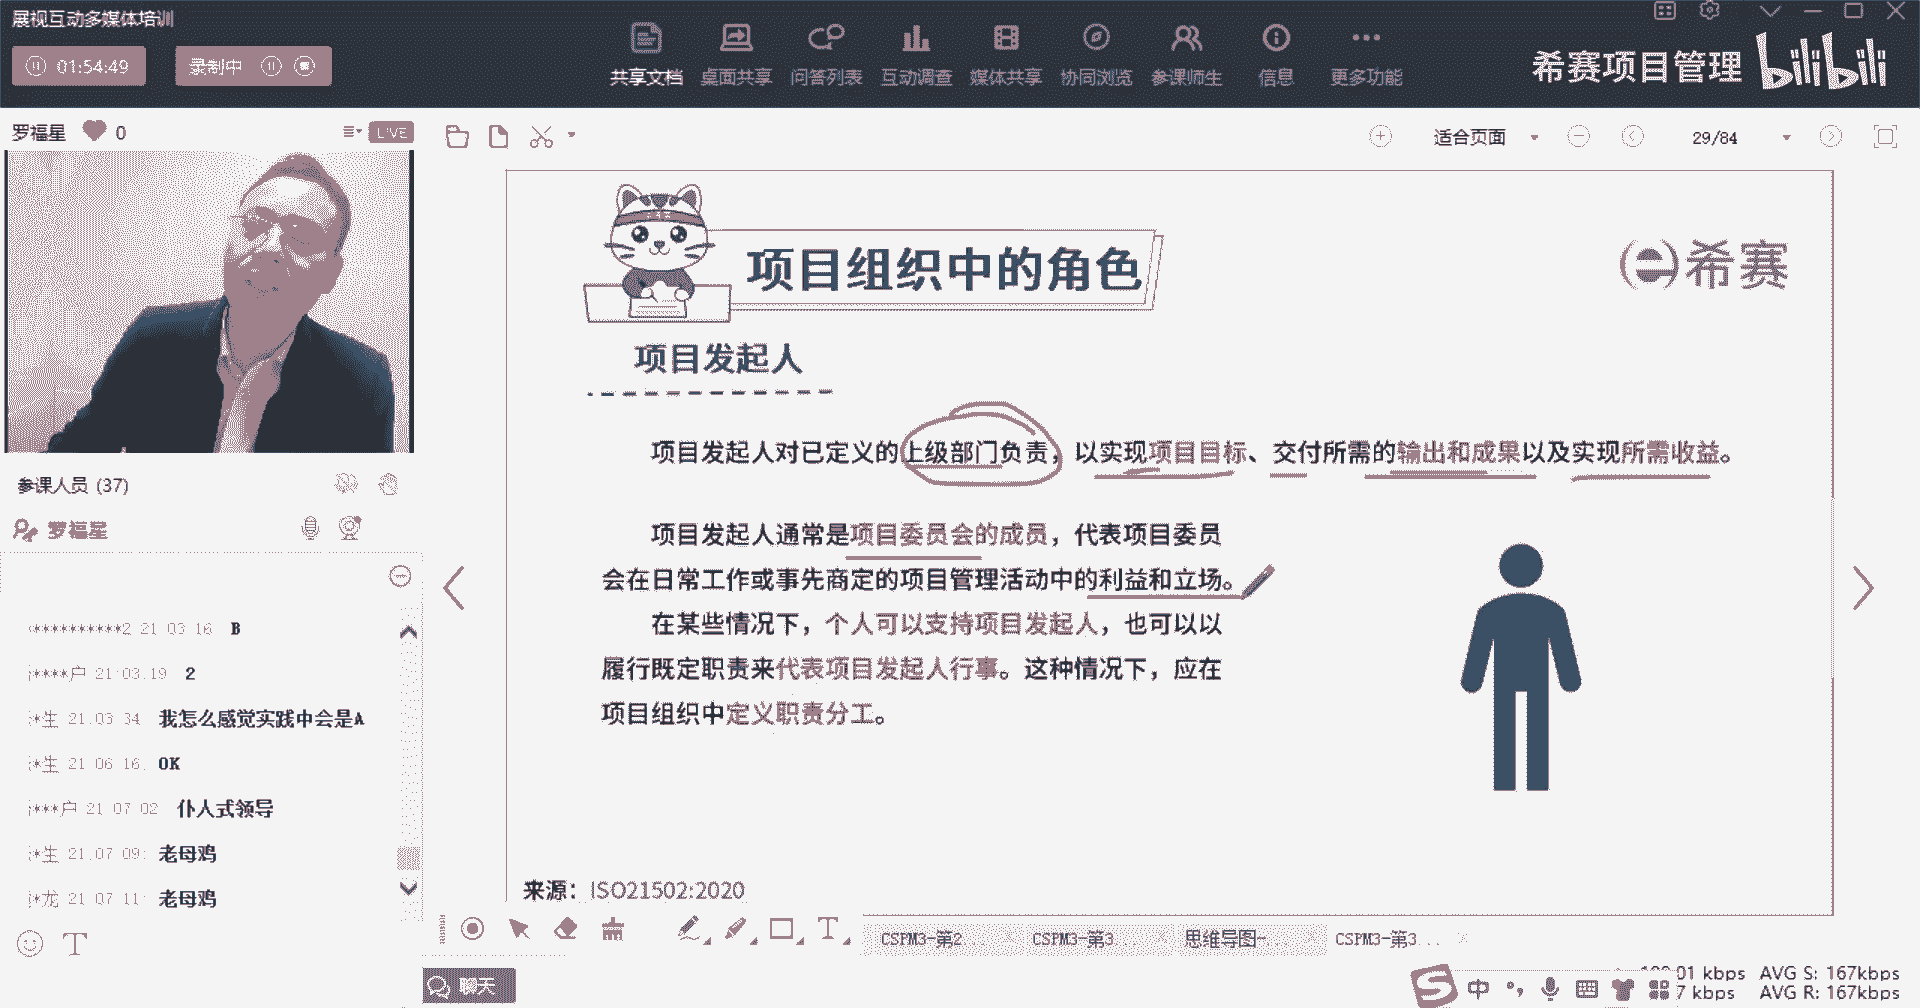 展视互动多媒体培训
01:54:49
录制中
共享文档 桌面共享 问答列表 互动调查 媒体共享 协同浏览 参课师生 信息 更多功能
希赛项目管理 bilibili
罗福星 0 LIVE
适合页面 29/84
项目组织中的角色
希赛
项目发起人
项目发起人对已定义的上级部门负责，以实现项目目标、交付所需的输出和成果以及实现所需收益。
项目发起人通常是项目委员会的成员，代表项目委员
会在日常工作或事先商定的项目管理活动中的利益和立场。
在某些情况下，个人可以支持项目发起人，也可以以
履行既定职责来代表项目发起人行事。这种情况下，应在
项目组织中定义职责分工。
来源：ISO21502:2020
参课人员 (37)
罗福星
2 21 03 16 B
户 21.03.19 2
生 21.03 34 我怎么感觉实践中会是A
生 21 06 16. OK
户 21 07 02 仆人式领导
生 21.07 09: 老母鸡
龙 21 07 11: 老母鸡
T
T
CSPM3-第2... CSPM3-第3... 思维导图-... CSPM3-第3...
聊天
S 中
01 kbps AVG S: 167kbps
7 kbps AVG R: 167kbps